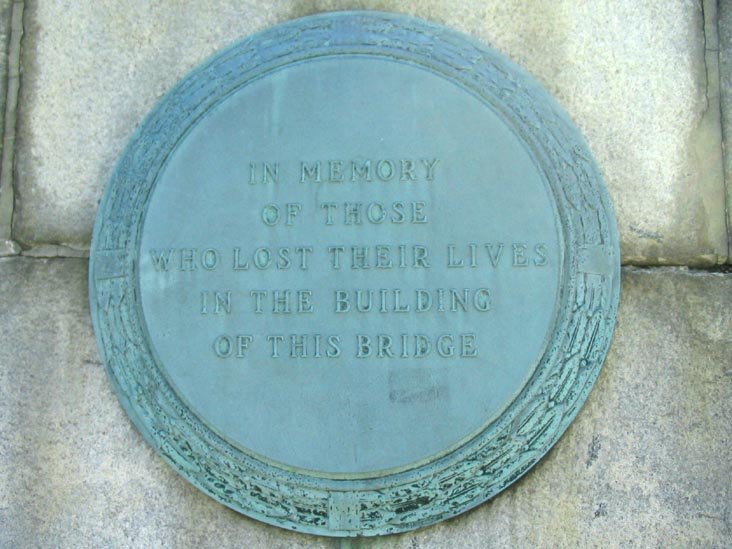 IN MEMORY
OF THOSE
WHO LOST THEIR LIVES
IN THE BUILDING
OF THIS BRIDGE